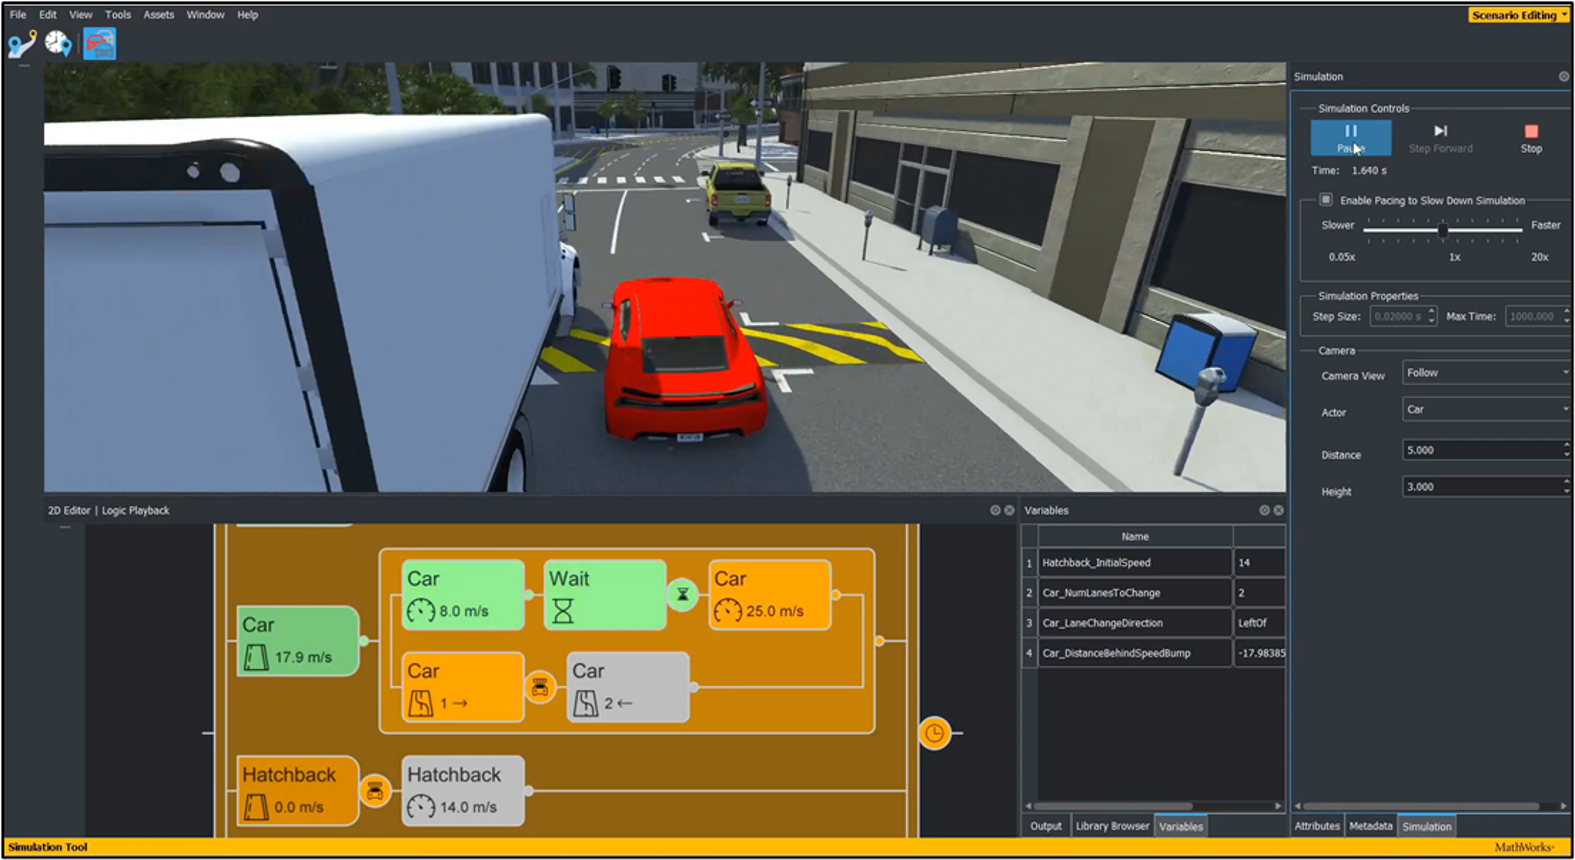 File Edit View Tools Assets Window Help
Scenario Editing
Simulation
Simulation Controls
Pause Step Forward Stop
Time: 1.640 s
Enable Pacing to Slow Down Simulation
Slower Faster
0.05x 1x 20x
Simulation Properties
Step Size: 0.02000 s Max Time: 1000.000
Camera
Camera View Follow
Actor Car
Distance 5.000
Height 3.000
2D Editor | Logic Playback
Car
8.0 m/s
Wait
Car
25.0 m/s
Car
17.9 m/s
Car
1 →
Car
2 ←
Hatchback
0.0 m/s
Hatchback
14.0 m/s
Variables
Name
1 Hatchback_InitialSpeed 14
2 Car_NumLanesToChange 2
3 Car_LaneChangeDirection LeftOf
4 Car_DistanceBehindSpeedBump -17.98385
Output Library Browser Variables
Attributes Metadata Simulation
Simulation Tool
MathWorks